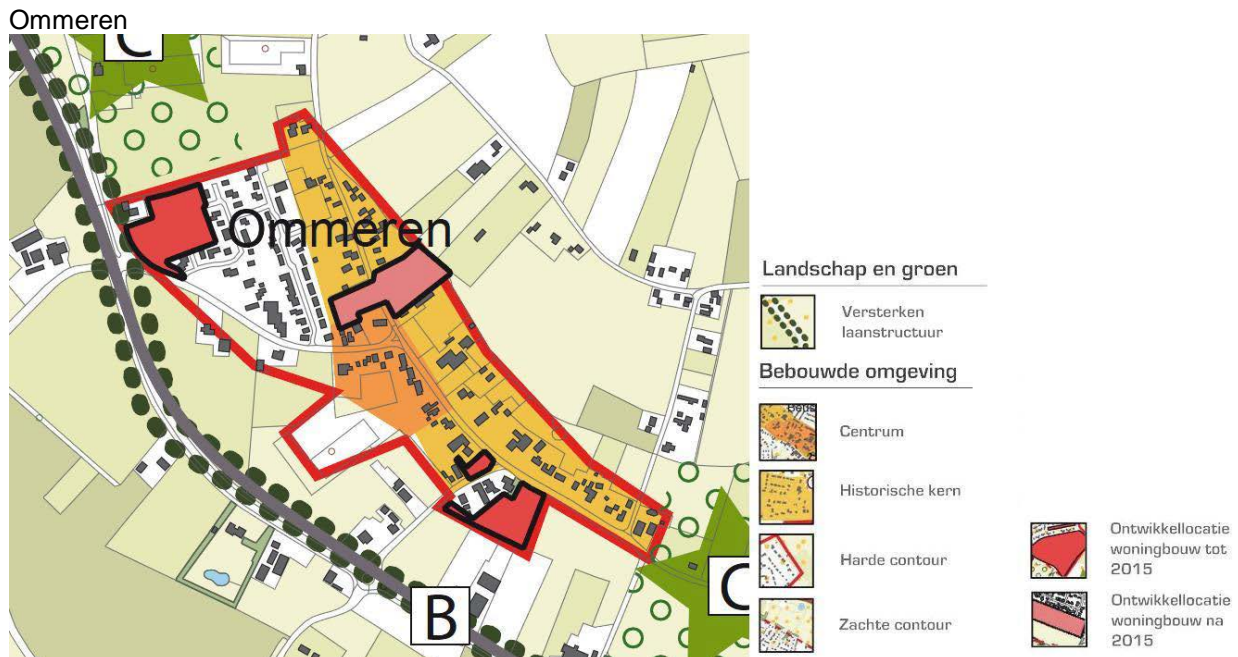 Ommeren
C
Ommeren
B
C
Landschap en groen
Versterken
laanstructuur
Bebouwde omgeving
Centrum
Historische kern
Harde contour
Zachte contour
Ontwikkellocatie
woningbouw tot
2015
Ontwikkellocatie
woningbouw na
2015